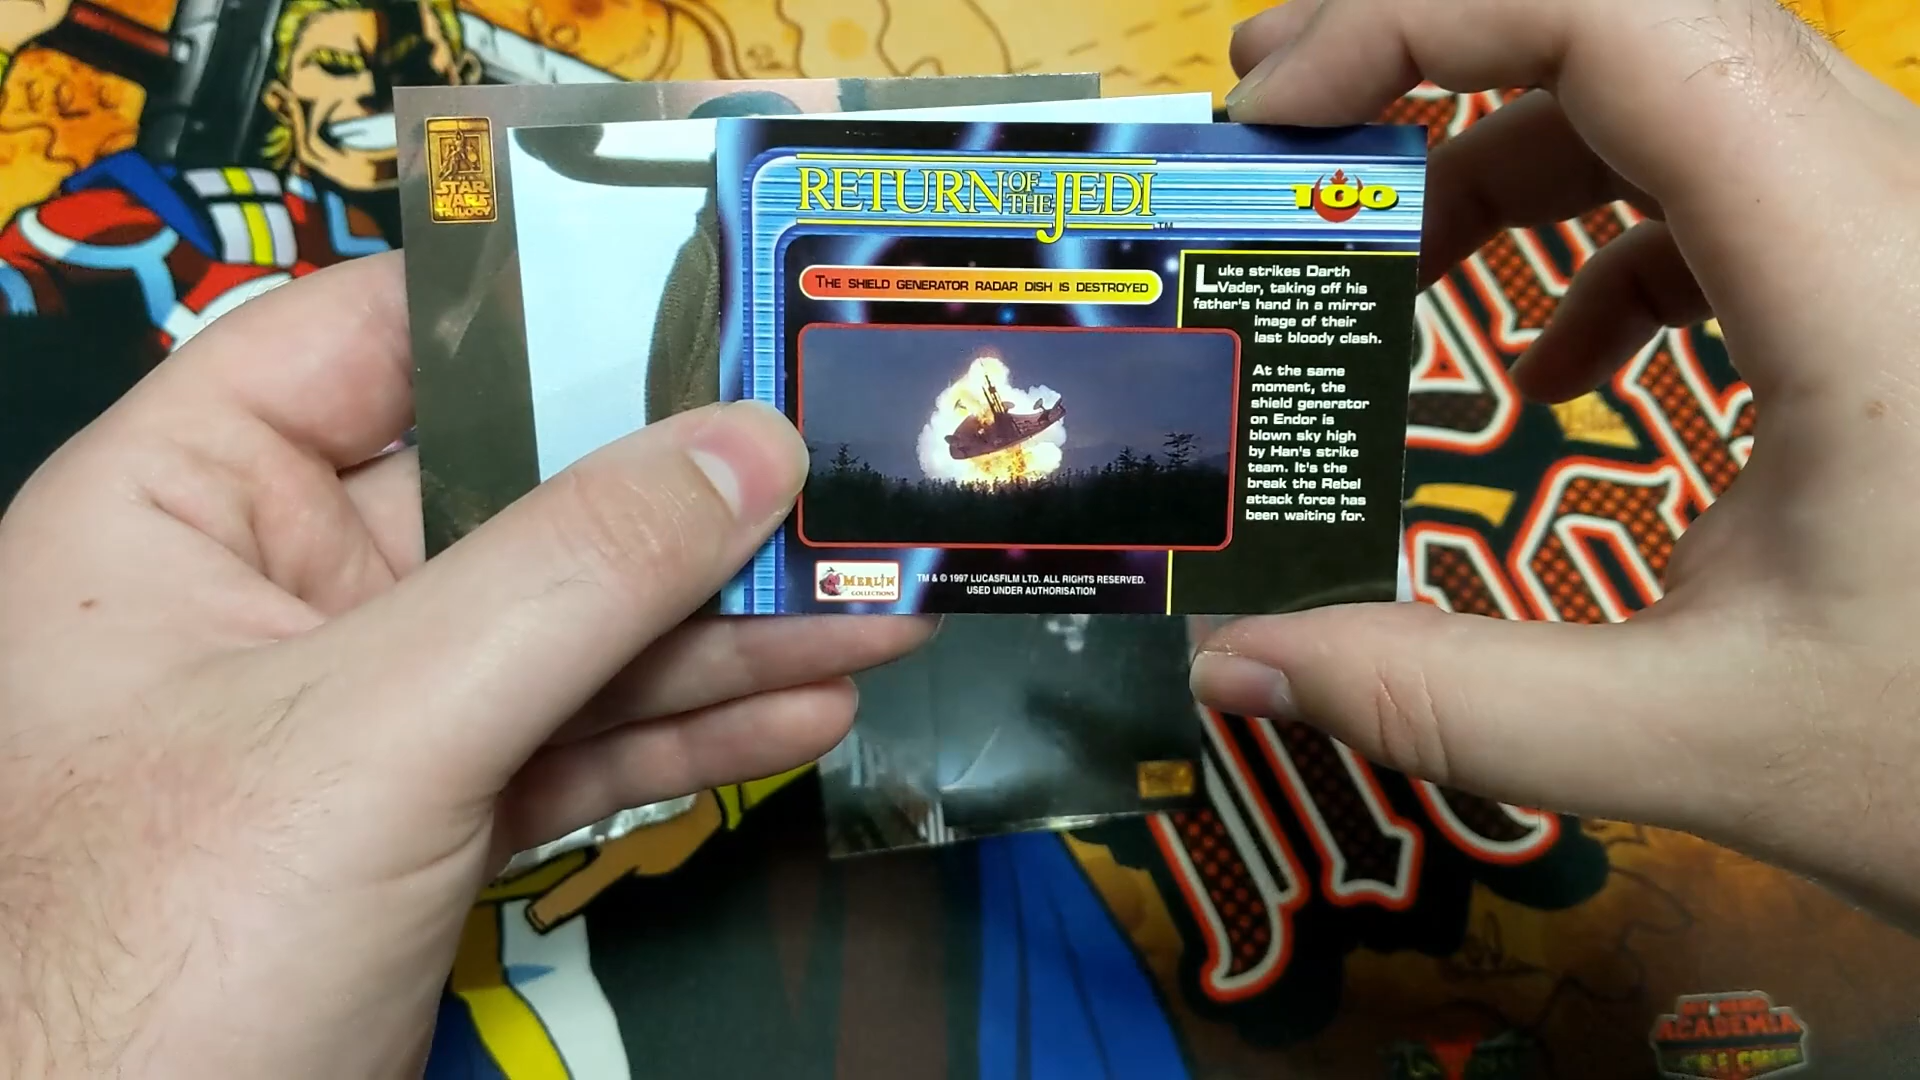 STAR
WARS
TRILOGY
RETURN OF THE JEDI
TM
100
THE SHIELD GENERATOR RADAR DISH IS DESTROYED
Luke strikes Darth
Vader, taking off his
father's hand in a mirror
image of their
last bloody clash.
At the same
moment, the
shield generator
on Endor is
blown sky high
by Han's strike
team. It's the
break the Rebel
attack force has
been waiting for.
MERLIN
COLLECTIONS
TM & © 1997 LUCASFILM LTD. ALL RIGHTS RESERVED.
USED UNDER AUTHORISATION
MY HERO
ACADEMIA